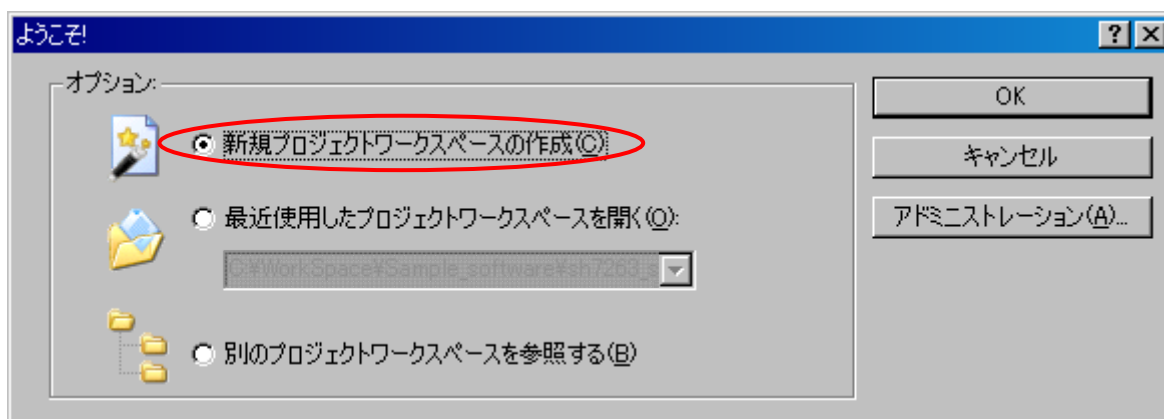 ようこそ!
オプション:
新規プロジェクトワークスペースの作成(C)
最近使用したプロジェクトワークスペースを開く(O):
C:¥WorkSpace¥Sample_software¥sh7263_s
別のプロジェクトワークスペースを参照する(B)
OK
キャンセル
アドミニストレーション(A)...